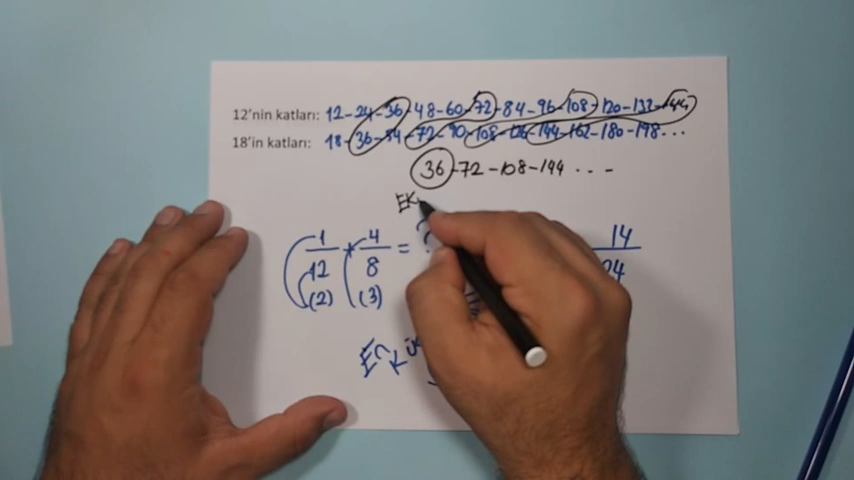 12'nin katları: 12-24-36-48-60-72-84-96-108-120-132-144
18'in katları: 18-36-54-72-90-108-126-144-162-180-198...
36-72-108-144...-
EK
1/12 + 4/8 = ? 14/24
(2) (3)